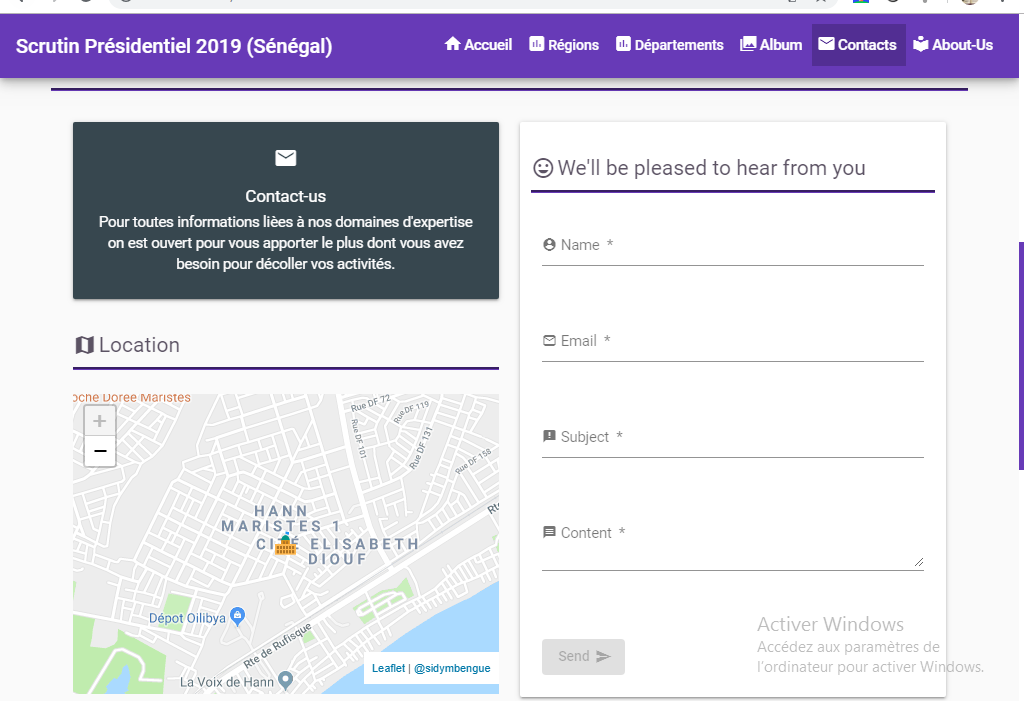 Scrutin Présidentiel 2019 (Sénégal)
Accueil
Régions
Départements
Album
Contacts
About-Us
Contact-us
Pour toutes informations lièes à nos domaines d'expertise
on est ouvert pour vous apporter le plus dont vous avez
besoin pour décoller vos activités.
Location
oche Dorée Maristes
+
−
Rue DF 72
Rue DF 119
Rue DF 101
Rue DF 131
rue DF 158
HANN
MARISTES 1
CITÉ ELISABETH
DIOUF
Dépot Oilibya
Rte de Rufisque
La Voix de Hann
Leaflet | @sidymbengue
We'll be pleased to hear from you
Name *
Email *
Subject *
Content *
Send
Activer Windows
Accédez aux paramètres de
l'ordinateur pour activer Windows.